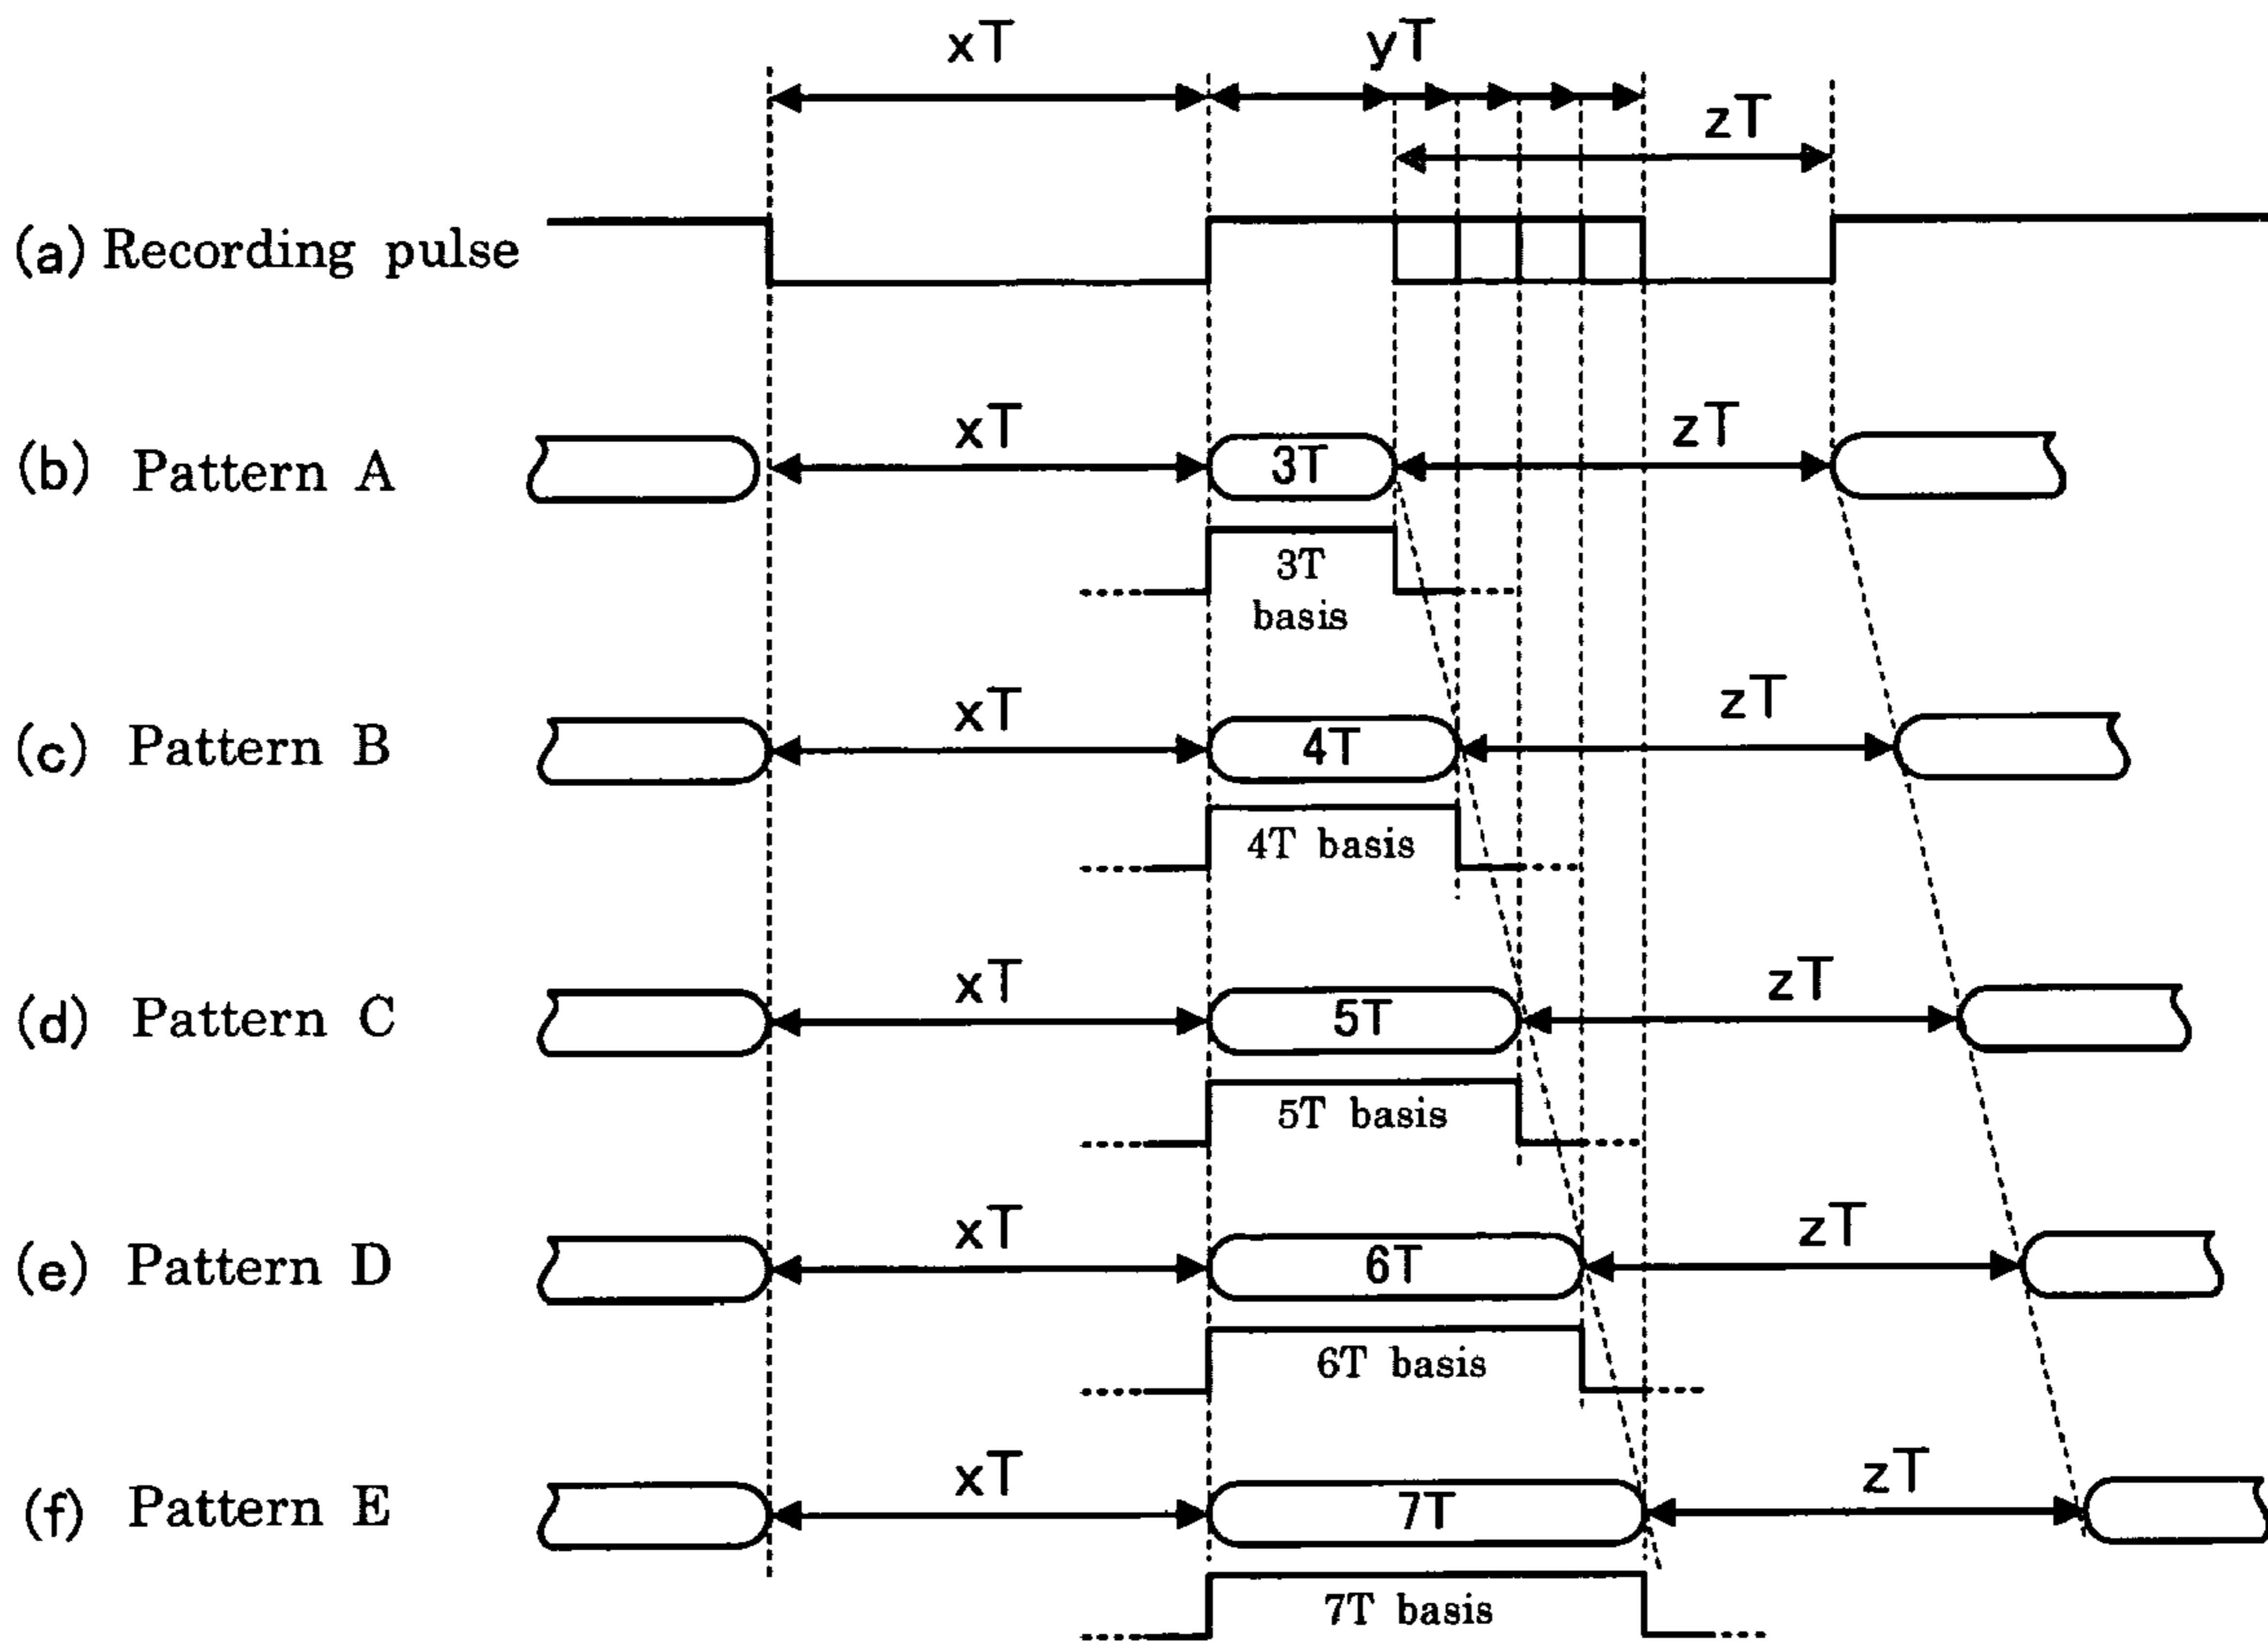 xT yT
zT
(a) Recording pulse
(b) Pattern A xT 3T zT
3T
basis
(c) Pattern B xT 4T zT
4T basis
(d) Pattern C xT 5T zT
5T basis
(e) Pattern D xT 6T zT
6T basis
(f) Pattern E xT 7T zT
7T basis